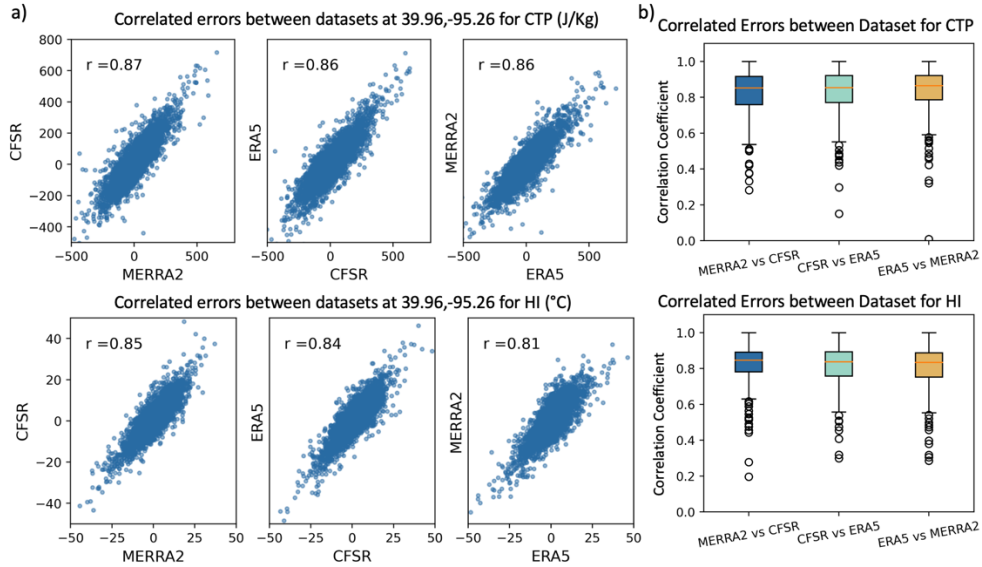 a)
Correlated errors between datasets at 39.96,-95.26 for CTP (J/Kg)
CFSR
800
600
400
200
0
−200
−400
r = 0.87
−500
0
500
MERRA2
ERA5
r = 0.86
−500
0
500
CFSR
MERRA2
r = 0.86
−500
0
500
ERA5
Correlated errors between datasets at 39.96,-95.26 for HI (°C)
CFSR
40
20
0
−20
−40
r = 0.85
−50
−25
0
25
50
MERRA2
ERA5
r = 0.84
−50
−25
0
25
50
CFSR
MERRA2
r = 0.81
−50
−25
0
25
50
ERA5
b)
Correlated Errors between Dataset for CTP
Correlation Coefficient
1.0
0.8
0.6
0.4
0.2
0.0
MERRA2 vs CFSR
CFSR vs ERA5
ERA5 vs MERRA2
Correlated Errors between Dataset for HI
Correlation Coefficient
1.0
0.8
0.6
0.4
0.2
0.0
MERRA2 vs CFSR
CFSR vs ERA5
ERA5 vs MERRA2